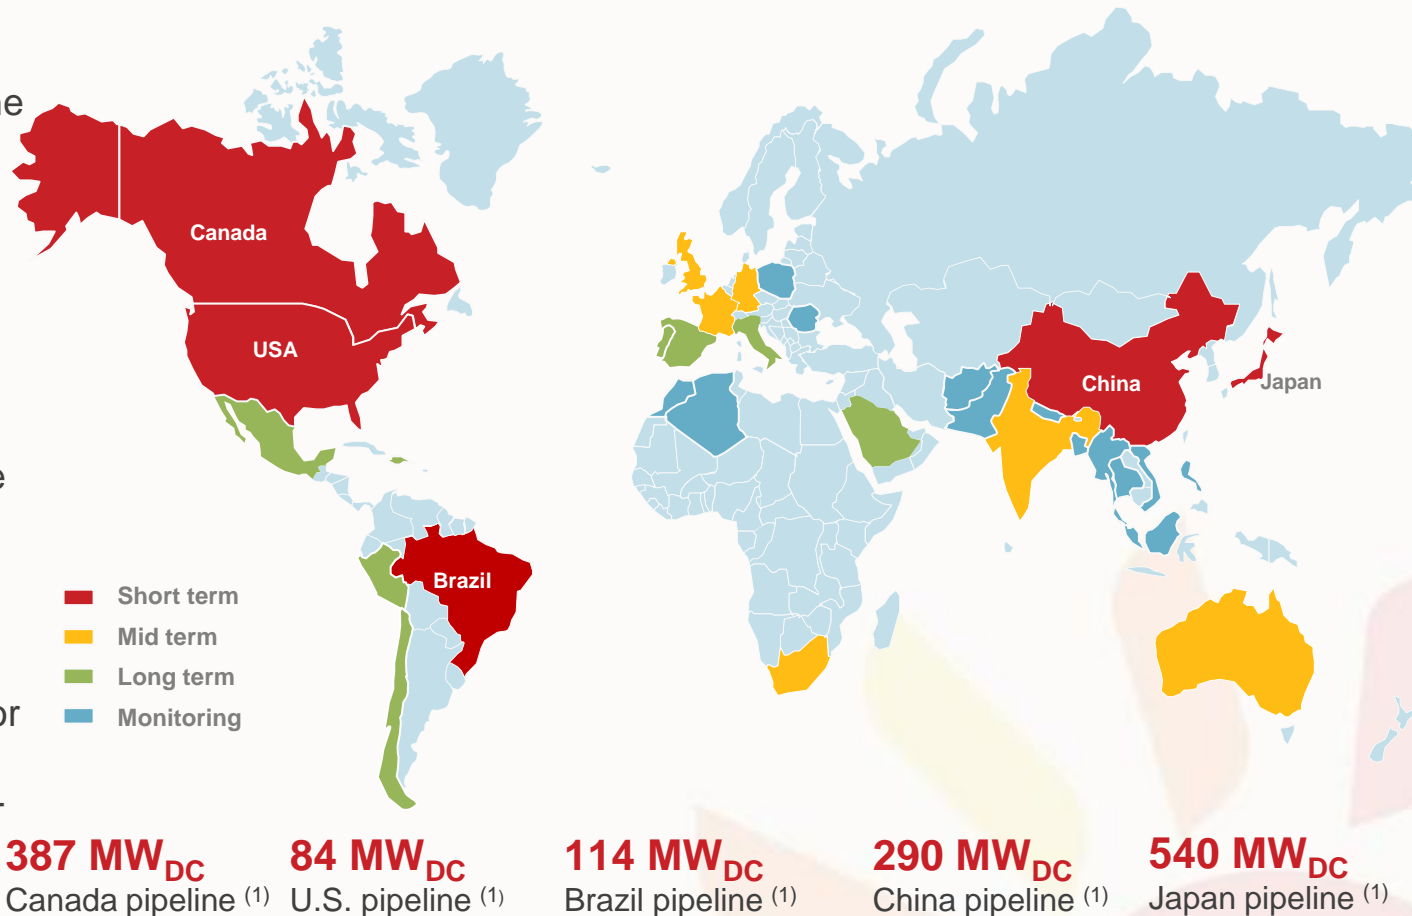 Canada
USA
China
Japan
Brazil
Short term
Mid term
Long term
Monitoring
or
387 MWDC
Canada pipeline (1)
84 MWDC
U.S. pipeline (1)
114 MWDC
Brazil pipeline (1)
290 MWDC
China pipeline (1)
540 MWDC
Japan pipeline (1)